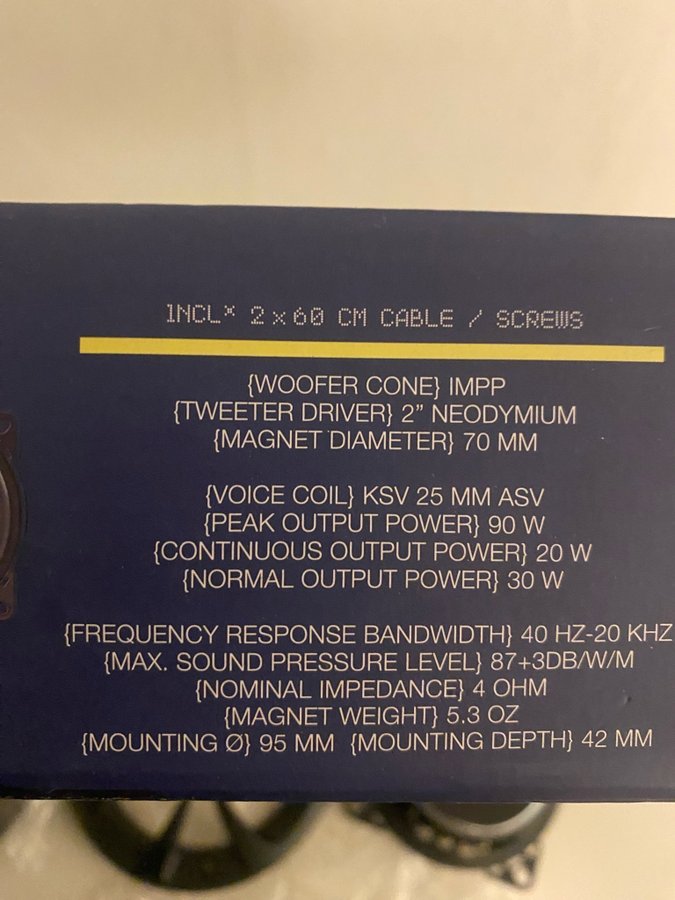 INCL* 2x60 CM CABLE / SCREWS
{WOOFER CONE} IMPP
{TWEETER DRIVER} 2” NEODYMIUM
{MAGNET DIAMETER} 70 MM
{VOICE COIL} KSV 25 MM ASV
{PEAK OUTPUT POWER} 90 W
{CONTINUOUS OUTPUT POWER} 20 W
{NORMAL OUTPUT POWER} 30 W
{FREQUENCY RESPONSE BANDWIDTH} 40 HZ-20 KHZ
{MAX. SOUND PRESSURE LEVEL} 87+3DB/W/M
{NOMINAL IMPEDANCE} 4 OHM
{MAGNET WEIGHT} 5.3 OZ
{MOUNTING Ø} 95 MM {MOUNTING DEPTH} 42 MM